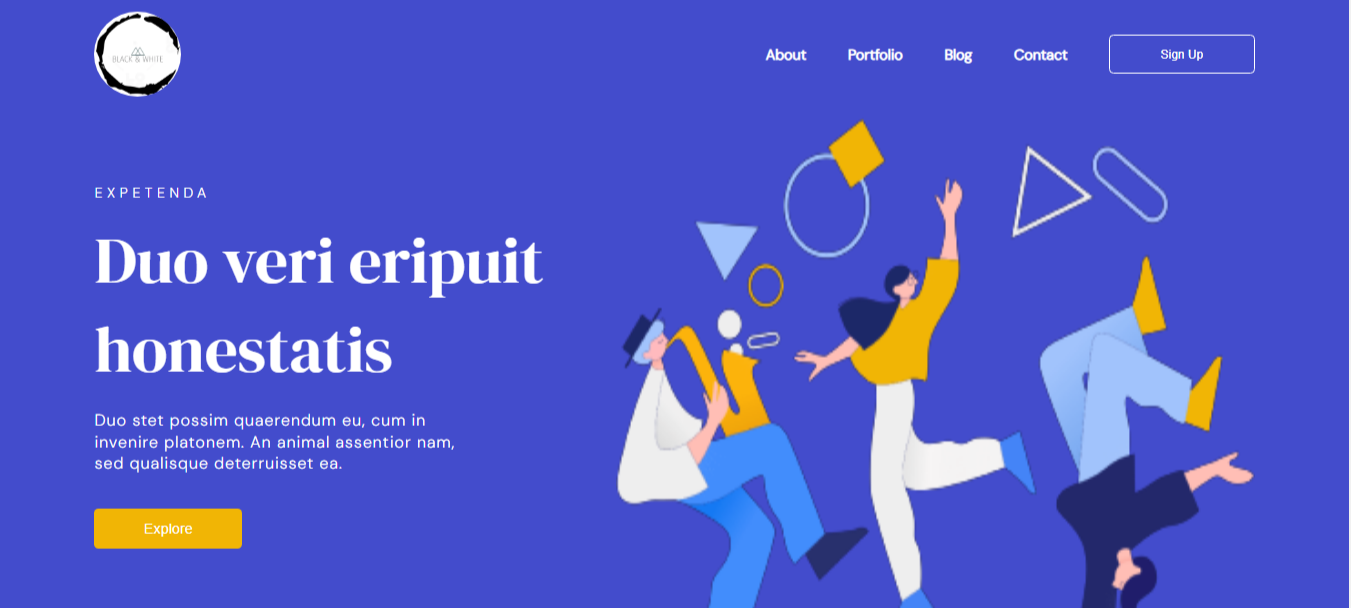 BLACK & WHITE
About
Portfolio
Blog
Contact
Sign Up
EXPETENDA
Duo veri eripuit
honestatis
Duo stet possim quaerendum eu, cum in
invenire platonem. An animal assentior nam,
sed qualisque deterruisset ea.
Explore